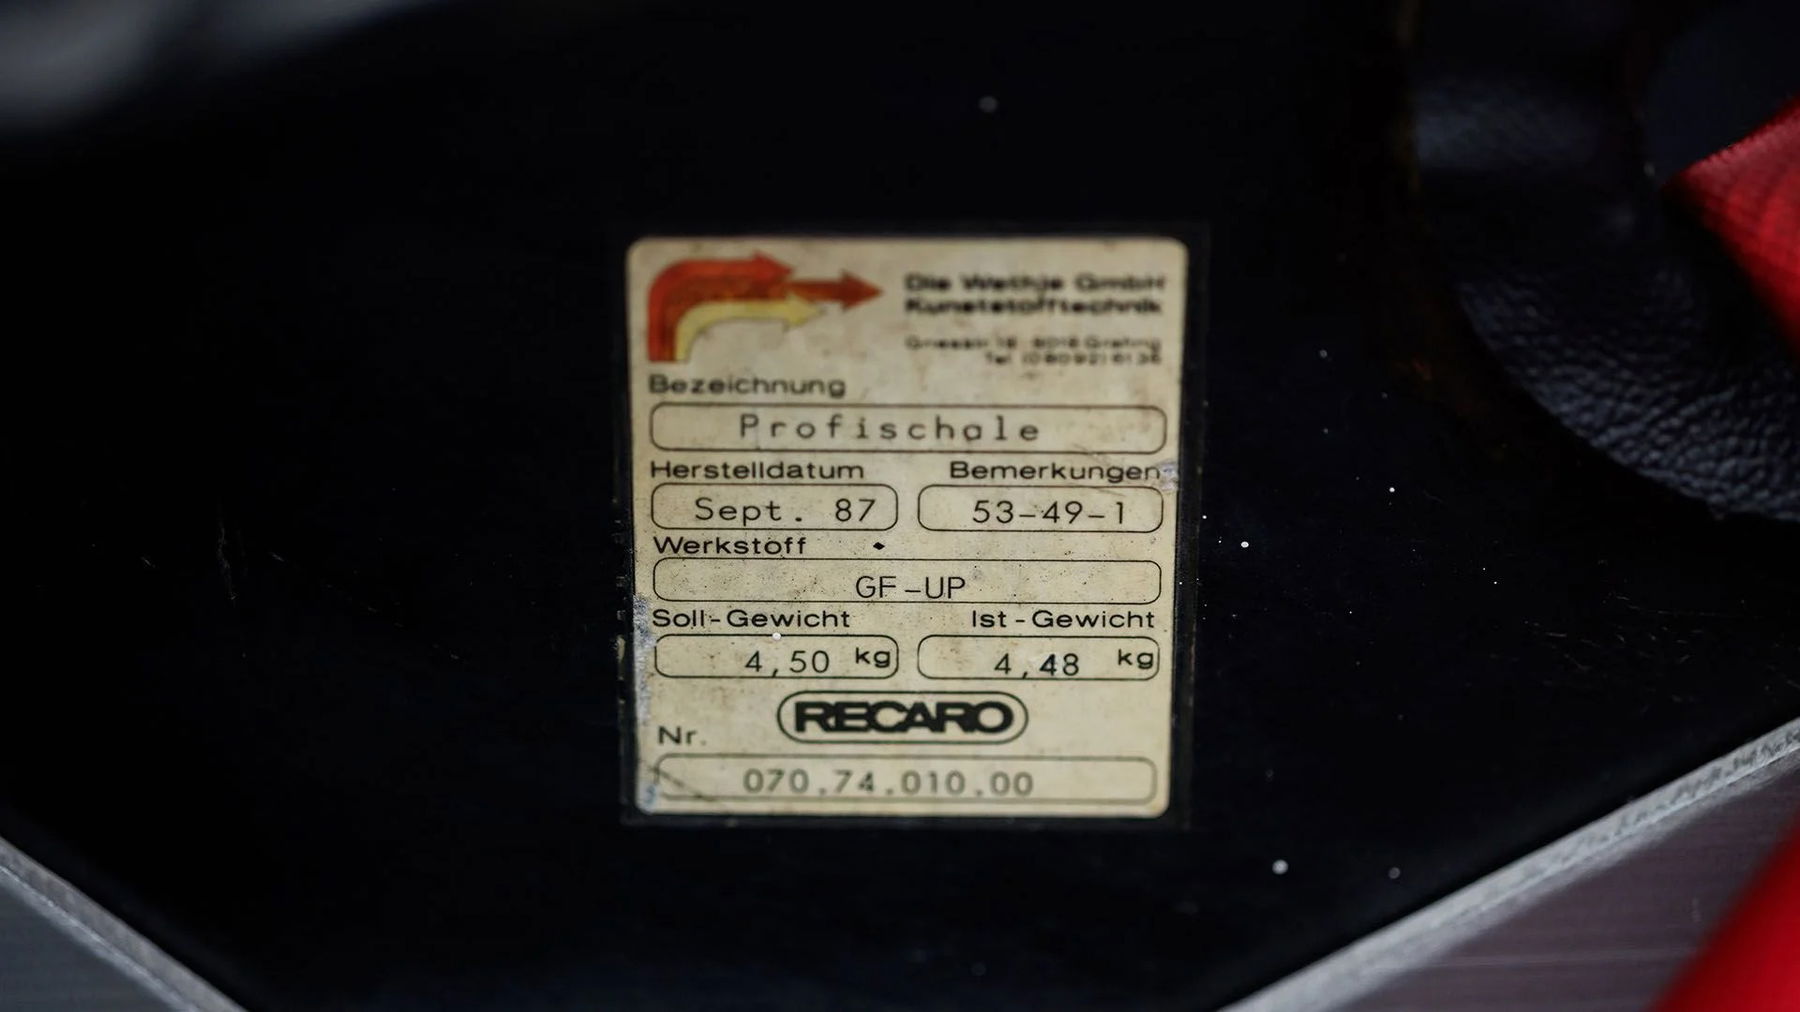 Die Wethje GmbH
Kunststofftechnik
Tel
Bezeichnung
Profischale
Herstelldatum Bemerkungen
Sept. 87 53-49-1
Werkstoff
GF-UP
Soll-Gewicht Ist-Gewicht
4,50 kg 4,48 kg
RECARO
Nr.
070.74.010.00